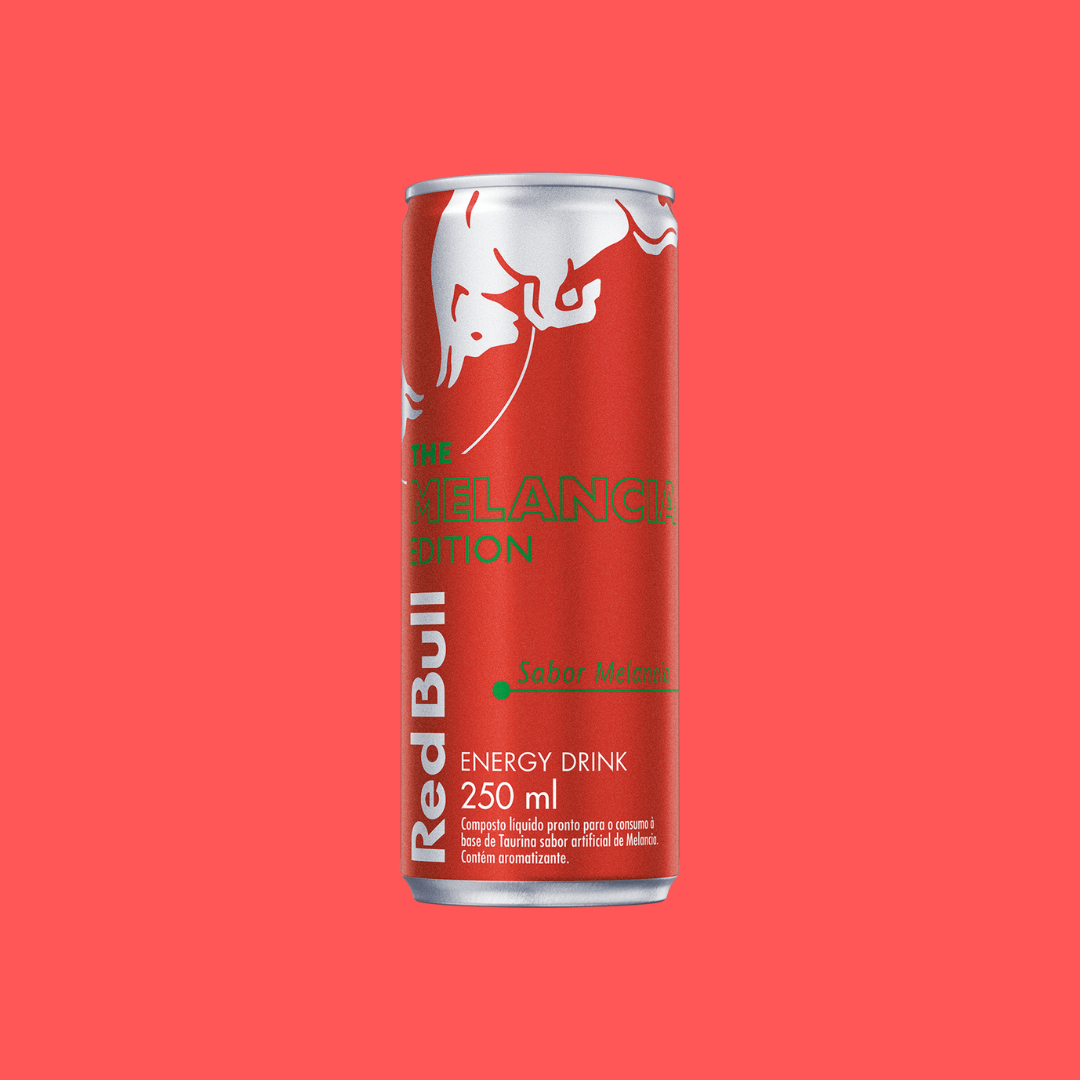 THE
MELANCIA
EDITION
Red Bull
Sabor Melancia
ENERGY DRINK
250 ml
Composto líquido pronto para o consumo à
base de Taurina sabor artificial de Melancia.
Contém aromatizante.